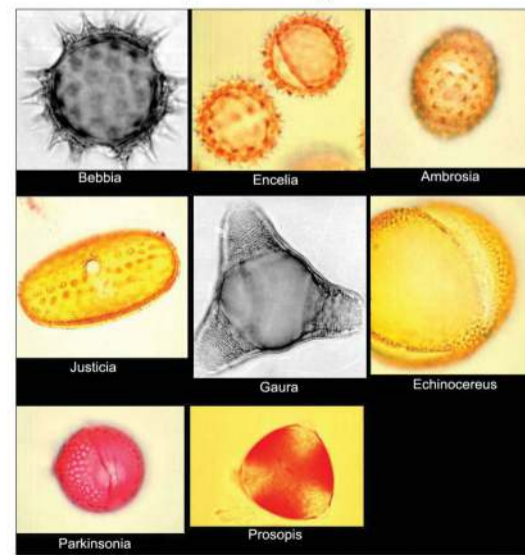 Bebbia
Encelia
Ambrosia
Justicia
Gaura
Echinocereus
Parkinsonia
Prosopis